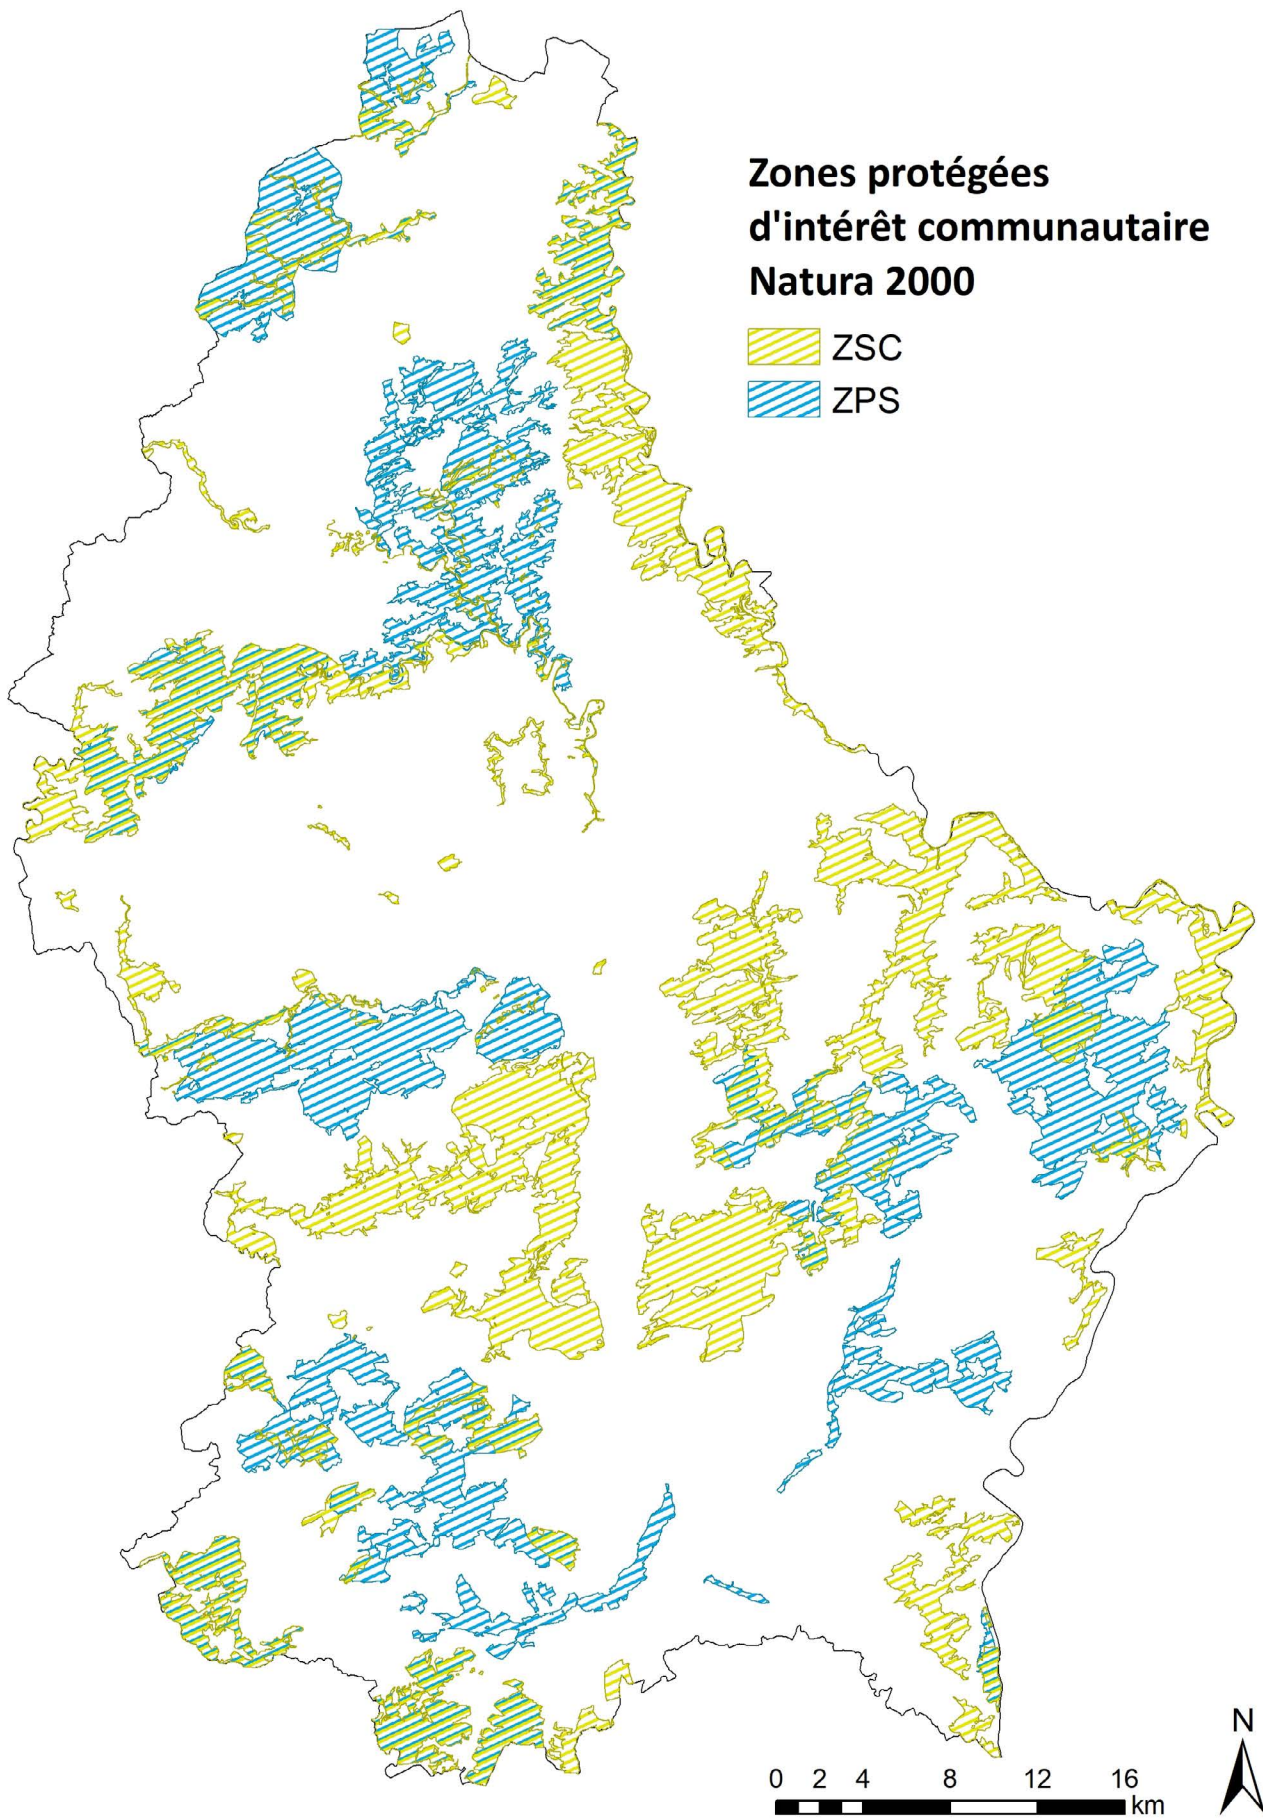 Zones protégées
d'intérêt communautaire
Natura 2000
ZSC
ZPS
N
0 2 4 8 12 16
km